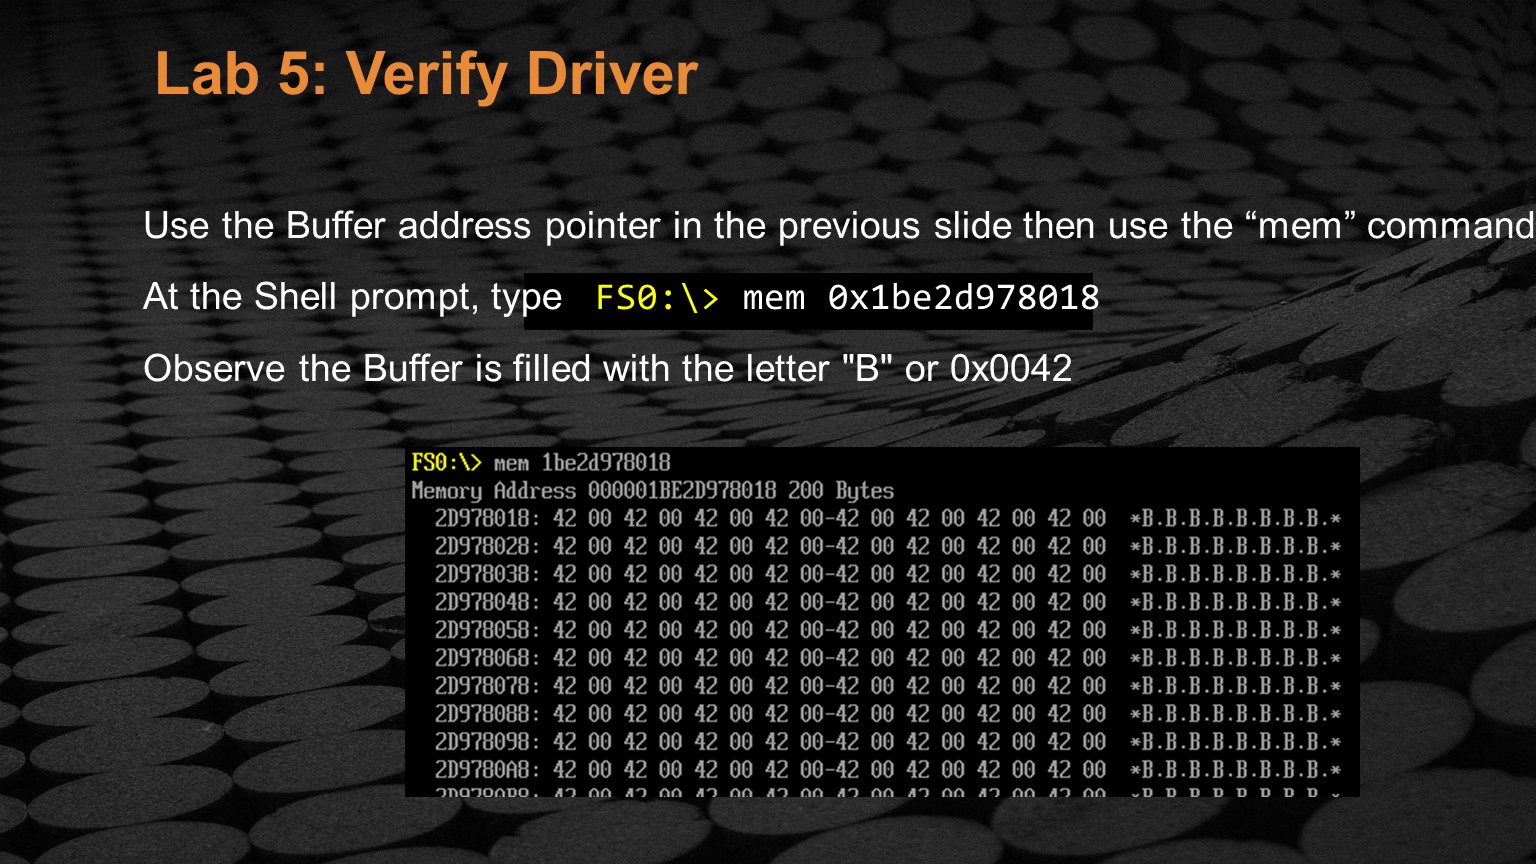 Lab 5: Verify Driver
Use the Buffer address pointer in the previous slide then use the “mem” command
At the Shell prompt, type FS0:\> mem 0x1be2d978018
Observe the Buffer is filled with the letter "B" or 0x0042
FS0:\> mem 1be2d978018
Memory Address 000001BE2D978018 200 Bytes
2D978018: 42 00 42 00 42 00 42 00-42 00 42 00 42 00 42 00 *B.B.B.B.B.B.B.B.*
2D978028: 42 00 42 00 42 00 42 00-42 00 42 00 42 00 42 00 *B.B.B.B.B.B.B.B.*
2D978038: 42 00 42 00 42 00 42 00-42 00 42 00 42 00 42 00 *B.B.B.B.B.B.B.B.*
2D978048: 42 00 42 00 42 00 42 00-42 00 42 00 42 00 42 00 *B.B.B.B.B.B.B.B.*
2D978058: 42 00 42 00 42 00 42 00-42 00 42 00 42 00 42 00 *B.B.B.B.B.B.B.B.*
2D978068: 42 00 42 00 42 00 42 00-42 00 42 00 42 00 42 00 *B.B.B.B.B.B.B.B.*
2D978078: 42 00 42 00 42 00 42 00-42 00 42 00 42 00 42 00 *B.B.B.B.B.B.B.B.*
2D978088: 42 00 42 00 42 00 42 00-42 00 42 00 42 00 42 00 *B.B.B.B.B.B.B.B.*
2D978098: 42 00 42 00 42 00 42 00-42 00 42 00 42 00 42 00 *B.B.B.B.B.B.B.B.*
2D9780A8: 42 00 42 00 42 00 42 00-42 00 42 00 42 00 42 00 *B.B.B.B.B.B.B.B.*